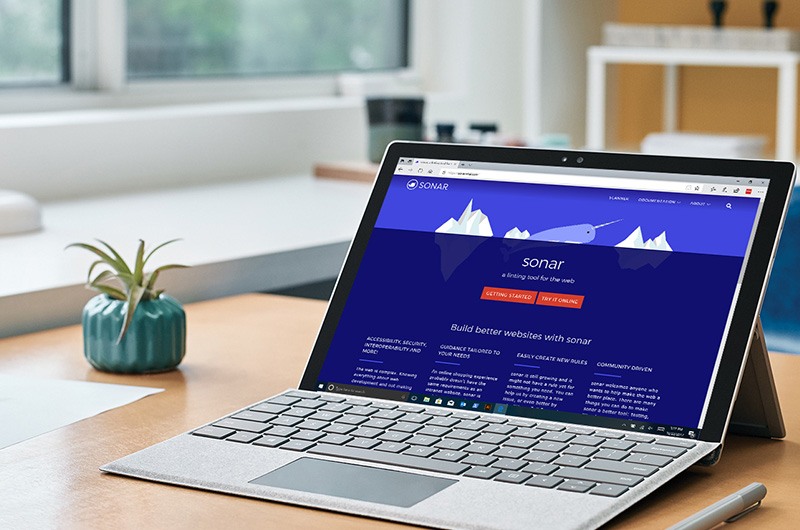 SONAR
SCANNER DOCUMENTATION ABOUT
sonar
a linting tool for the web
GETTING STARTED TRY IT ONLINE
Build better websites with sonar
ACCESSIBILITY, SECURITY,
INTEROPERABILITY AND
MORE!
The web is complex. Knowing
everything about web
development and not making
GUIDANCE TAILORED TO
YOUR NEEDS
An online shopping experience
probably doesn't have the
same requirements as an
intranet website. sonar is
EASILY CREATE NEW RULES
sonar is still growing and it
might not have a rule yet for
something you need. You can
help us by creating a new
issue, or even better by
COMMUNITY DRIVEN
sonar welcomes anyone who
wants to help make the web a
better place. There are many
things you can do to make
sonar a better tool: testing,
Type here to search